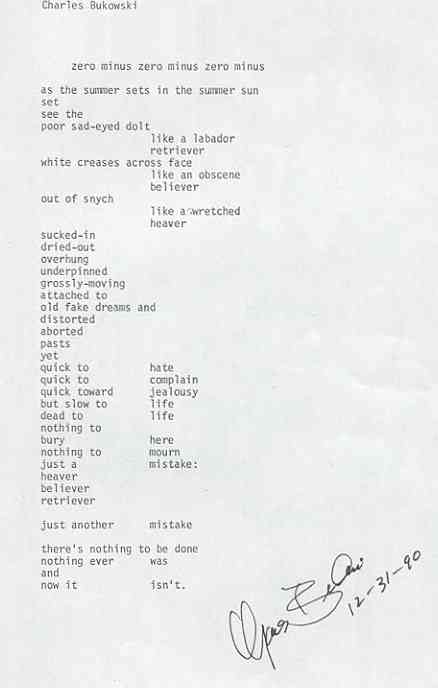 Charles Bukowski
zero minus zero minus zero minus
as the summer sets in the summer sun
set
see the
poor sad-eyed dolt
like a labador
retriever
white creases across face
like an obscene
believer
out of snych
like a wretched
heaver
sucked-in
dried-out
overhung
underpinned
grossly-moving
attached to
old fake dreams and
distorted
aborted
pasts
yet
quick to hate
quick to complain
quick toward jealousy
but slow to life
dead to life
nothing to
bury here
nothing to mourn
just a mistake:
heaver
believer
retriever
just another mistake
there's nothing to be done
nothing ever was
and
now it isn't.
12-31-90